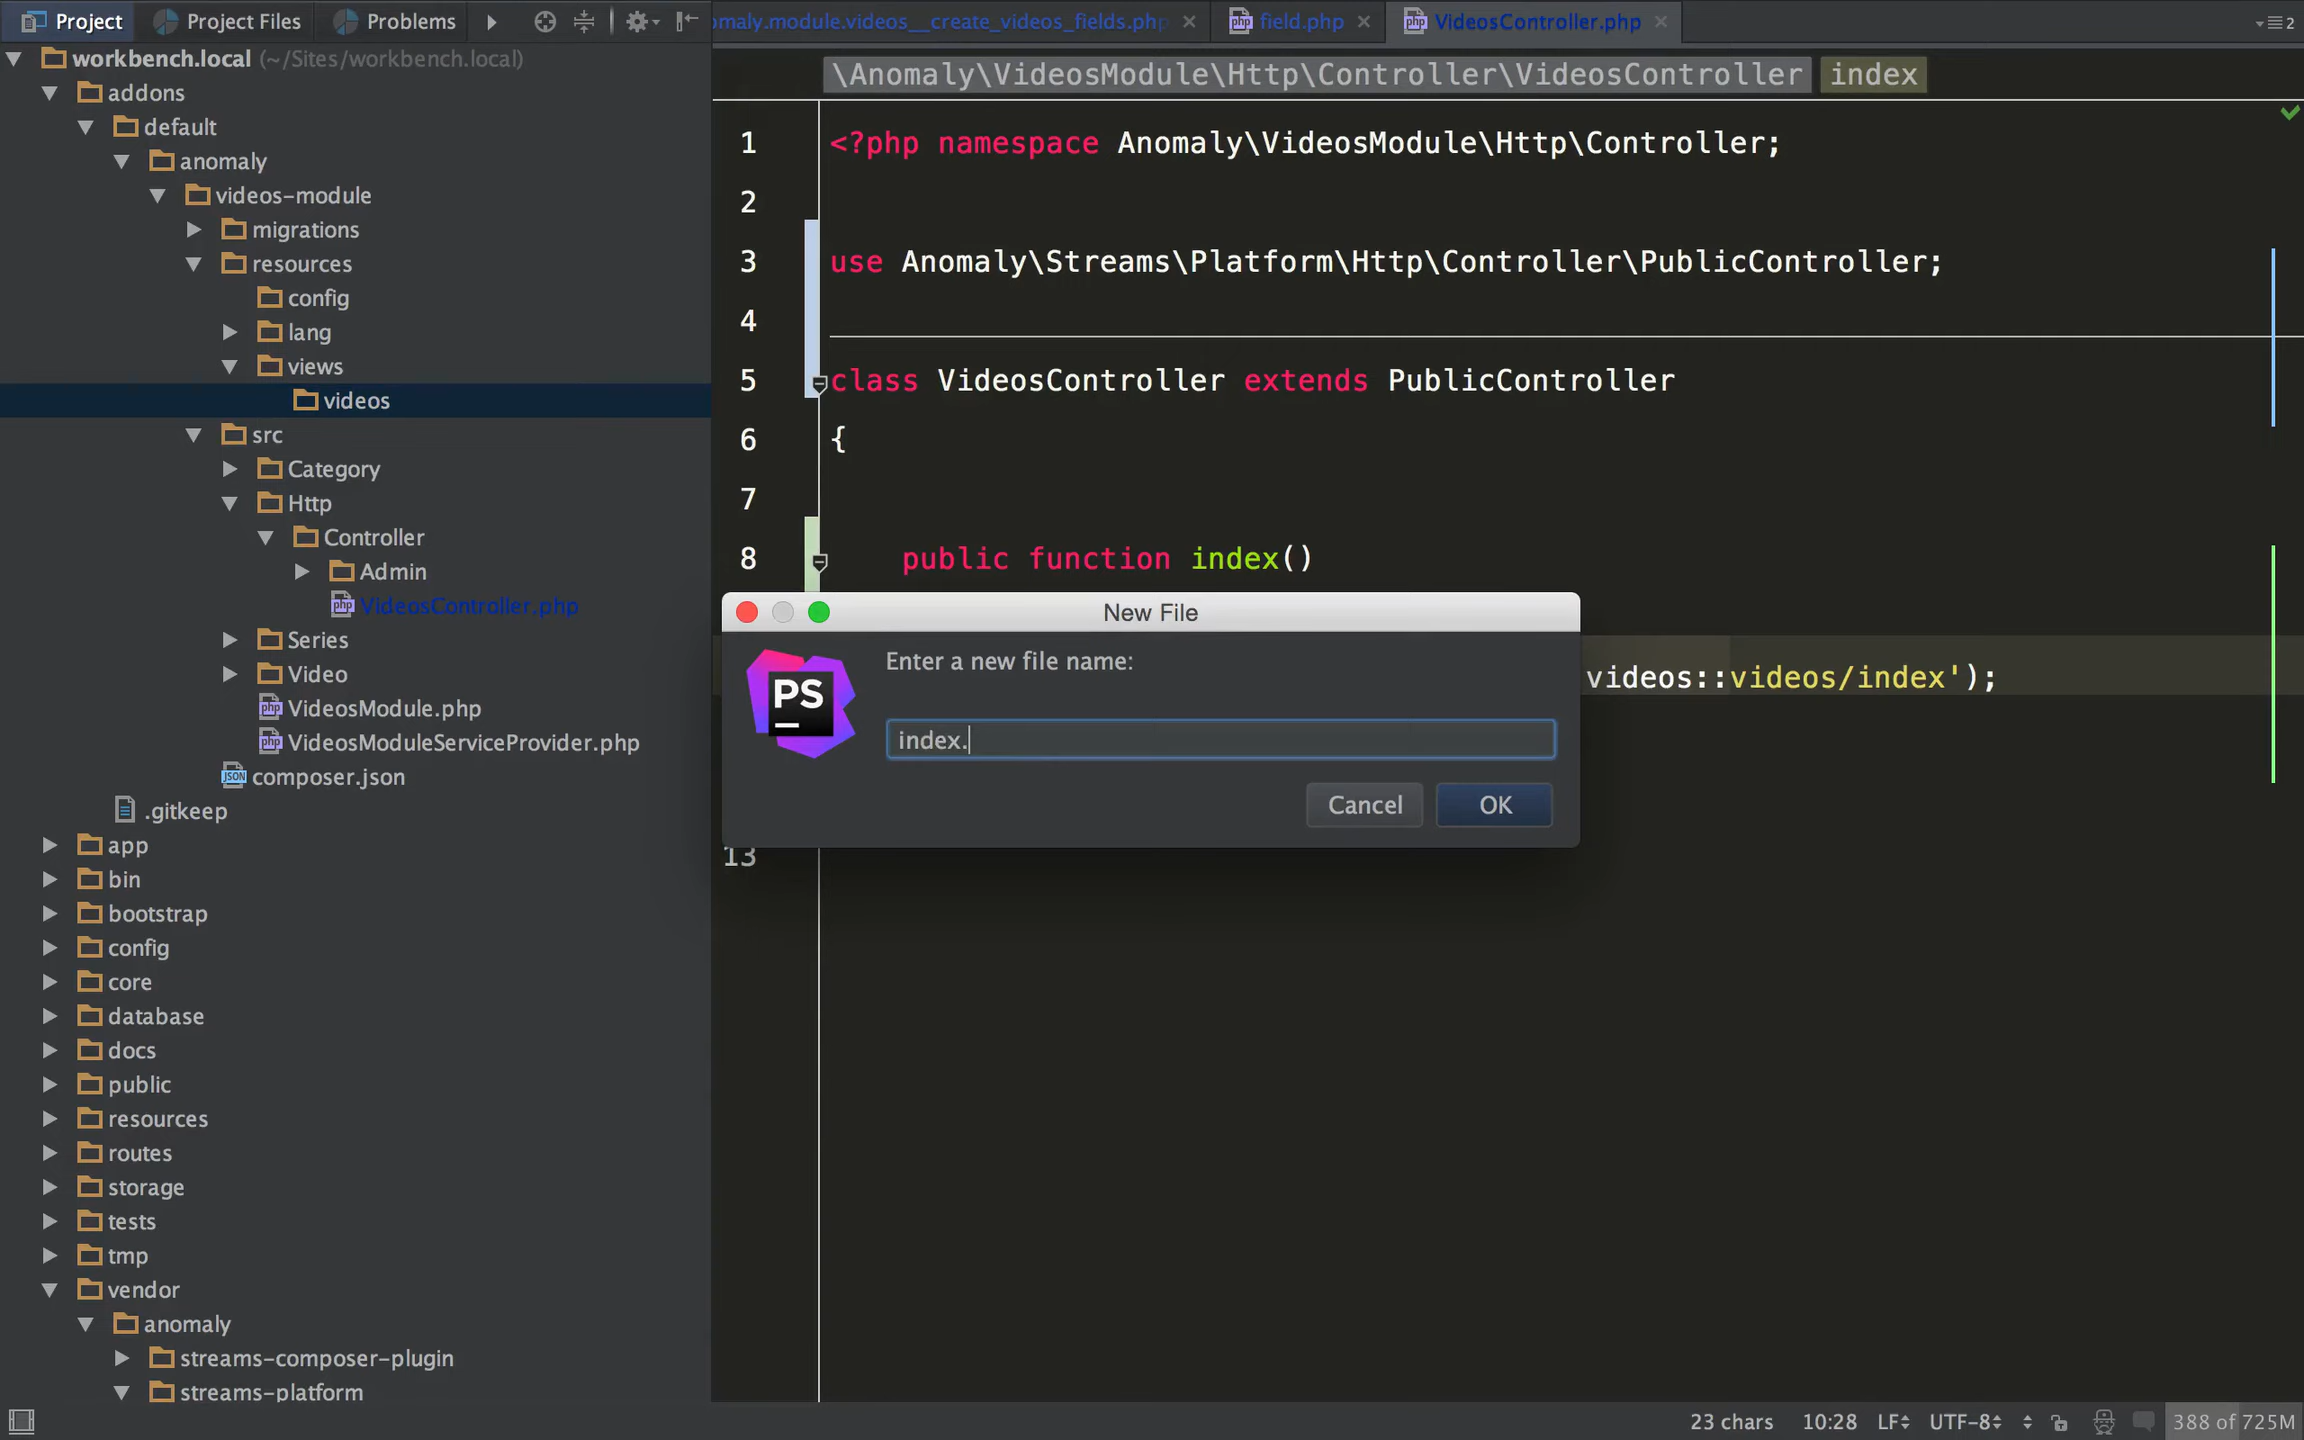 Project
Project Files
Problems
omaly.module.videos__create_videos_fields.php
field.php
VideosController.php
2
workbench.local (~/Sites/workbench.local)
addons
default
anomaly
videos-module
migrations
resources
config
lang
views
videos
src
Category
Http
Controller
Admin
VideosController.php
Series
Video
VideosModule.php
VideosModuleServiceProvider.php
composer.json
.gitkeep
app
bin
bootstrap
config
core
database
docs
public
resources
routes
storage
tests
tmp
vendor
anomaly
streams-composer-plugin
streams-platform
\Anomaly\VideosModule\Http\Controller\VideosController index
1 <?php namespace Anomaly\VideosModule\Http\Controller;
2
3 use Anomaly\Streams\Platform\Http\Controller\PublicController;
4
5 class VideosController extends PublicController
6 {
7
8 public function index()
videos::videos/index');
13
New File
PS
Enter a new file name:
index.
Cancel
OK
23 chars 10:28 LF UTF-8 388 of 725M